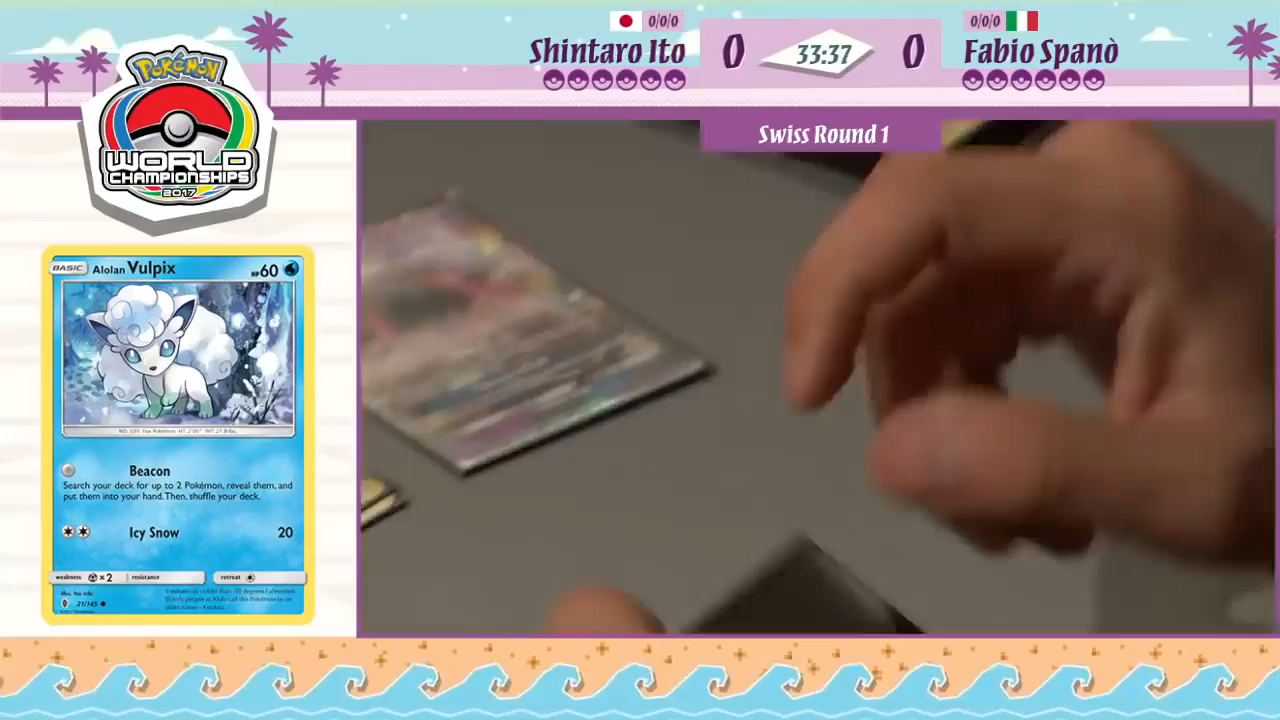 0/0/0
0/0/0
Shintaro Ito
0
33:37
0
Fabio Spanò
Swiss Round 1
POKéMON
WORLD
CHAMPIONSHIPS
2017
BASIC
Alolan Vulpix
HP60
Beacon
Search your deck for up to 2 Pokémon, reveal them, and
put them into your hand. Then, shuffle your deck.
Icy Snow
20
weakness
×2
resistance
retreat
21/145